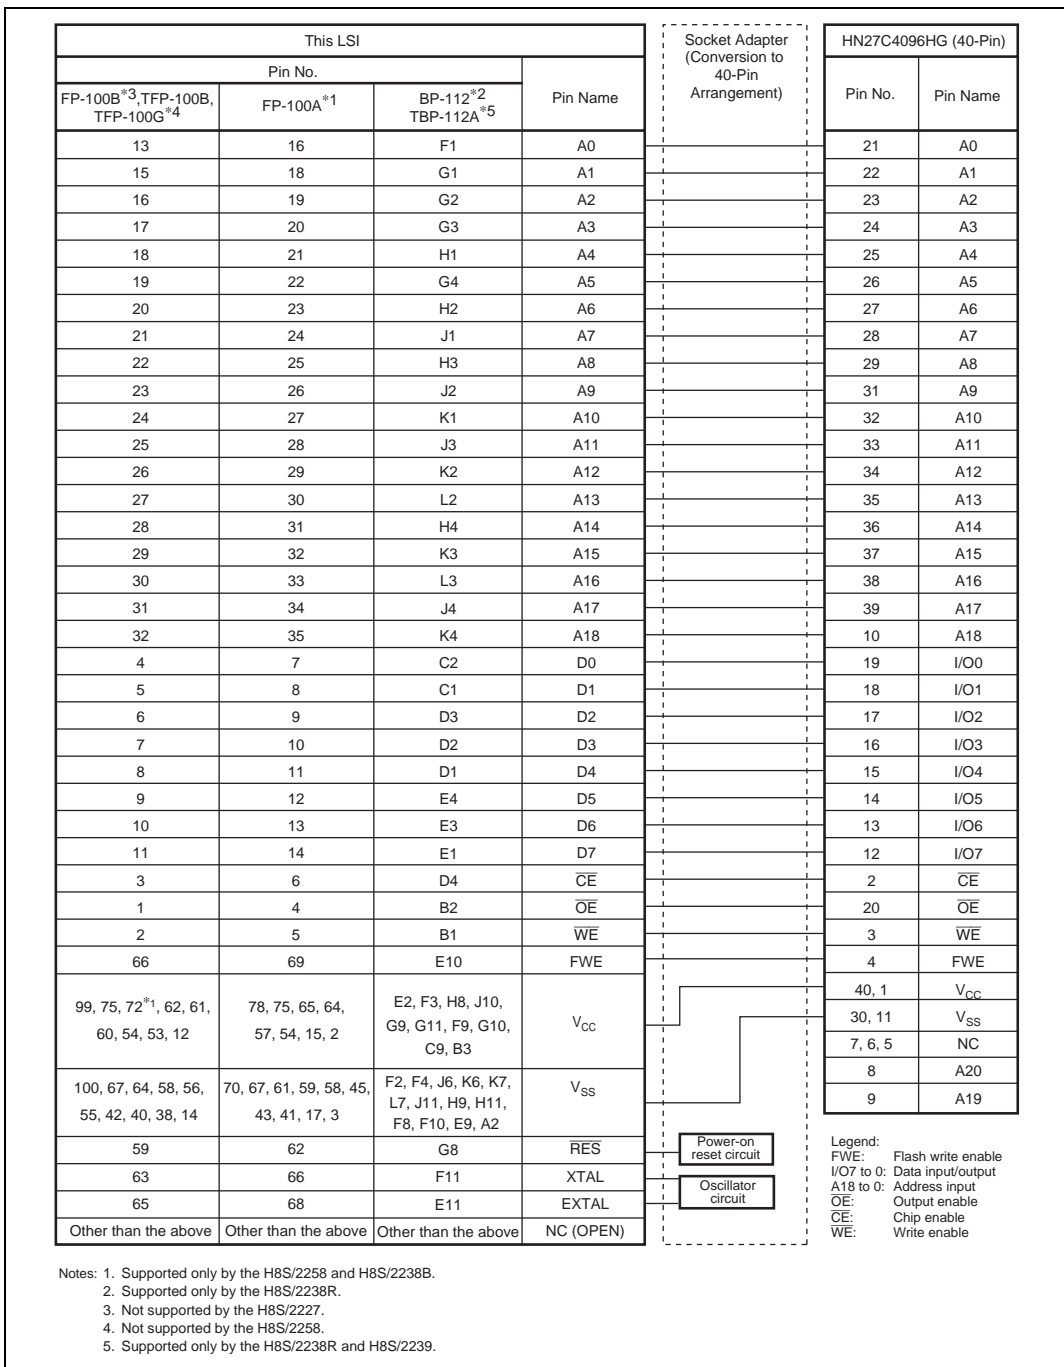 This LSI
Socket Adapter
(Conversion to
40-Pin
Arrangement)
HN27C4096HG (40-Pin)
Pin No.
Pin Name
Pin No.
Pin Name
FP-100B*3,TFP-100B,
TFP-100G*4
FP-100A*1
BP-112*2
TBP-112A*5
13 16 F1 A0 21 A0
15 18 G1 A1 22 A1
16 19 G2 A2 23 A2
17 20 G3 A3 24 A3
18 21 H1 A4 25 A4
19 22 G4 A5 26 A5
20 23 H2 A6 27 A6
21 24 J1 A7 28 A7
22 25 H3 A8 29 A8
23 26 J2 A9 31 A9
24 27 K1 A10 32 A10
25 28 J3 A11 33 A11
26 29 K2 A12 34 A12
27 30 L2 A13 35 A13
28 31 H4 A14 36 A14
29 32 K3 A15 37 A15
30 33 L3 A16 38 A16
31 34 J4 A17 39 A17
32 35 K4 A18 10 A18
4 7 C2 D0 19 I/O0
5 8 C1 D1 18 I/O1
6 9 D3 D2 17 I/O2
7 10 D2 D3 16 I/O3
8 11 D1 D4 15 I/O4
9 12 E4 D5 14 I/O5
10 13 E3 D6 13 I/O6
11 14 E1 D7 12 I/O7
3 6 D4 C̅E̅ 2 C̅E̅
1 4 B2 O̅E̅ 20 O̅E̅
2 5 B1 W̅E̅ 3 W̅E̅
66 69 E10 FWE 4 FWE
99, 75, 72*1, 62, 61,
60, 54, 53, 12
78, 75, 65, 64,
57, 54, 15, 2
E2, F3, H8, J10,
G9, G11, F9, G10,
C9, B3
VCC
40, 1 VCC
30, 11 VSS
7, 6, 5 NC
8 A20
9 A19
100, 67, 64, 58, 56,
55, 42, 40, 38, 14
70, 67, 61, 59, 58, 45,
43, 41, 17, 3
F2, F4, J6, K6, K7,
L7, J11, H9, H11,
F8, F10, E9, A2
VSS
59 62 G8 R̅E̅S̅
Power-on
reset circuit
63 66 F11 XTAL
65 68 E11 EXTAL
Oscillator
circuit
Other than the above Other than the above Other than the above NC (OPEN)
Legend:
FWE: Flash write enable
I/O7 to 0: Data input/output
A18 to 0: Address input
O̅E̅: Output enable
C̅E̅: Chip enable
W̅E̅: Write enable
Notes: 1. Supported only by the H8S/2258 and H8S/2238B.
2. Supported only by the H8S/2238R.
3. Not supported by the H8S/2227.
4. Not supported by the H8S/2258.
5. Supported only by the H8S/2238R and H8S/2239.